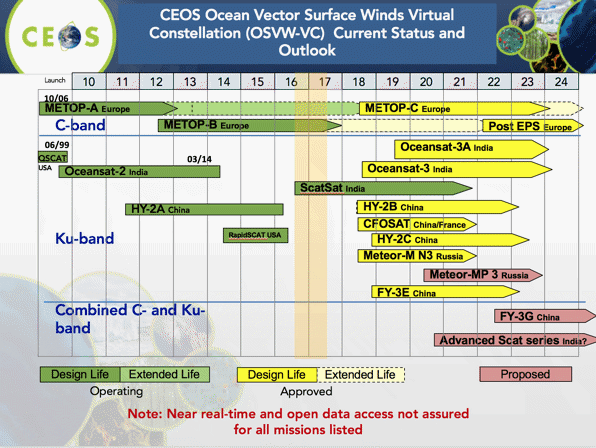 CEOS Ocean Vector Surface Winds Virtual
Constellation (OSVW-VC) Current Status and
Outlook
CEOS
Launch 10 11 12 13 14 15 16 17 18 19 20 21 22 23 24
10/06
METOP-A Europe METOP-C Europe
C-band METOP-B Europe Post EPS Europe
06/99 Oceansat-3A India
QSCAT 03/14
USA Oceansat-2 India Oceansat-3 India
ScatSat India
HY-2A China HY-2B China
CFOSAT China/France
Ku-band RapidSCAT USA HY-2C China
Meteor-M N3 Russia
Meteor-MP 3 Russia
FY-3E China
Combined C- and Ku-
band
FY-3G China
Advanced Scat series India?
Design Life Extended Life Design Life Extended Life Proposed
Operating Approved
Note: Near real-time and open data access not assured
for all missions listed